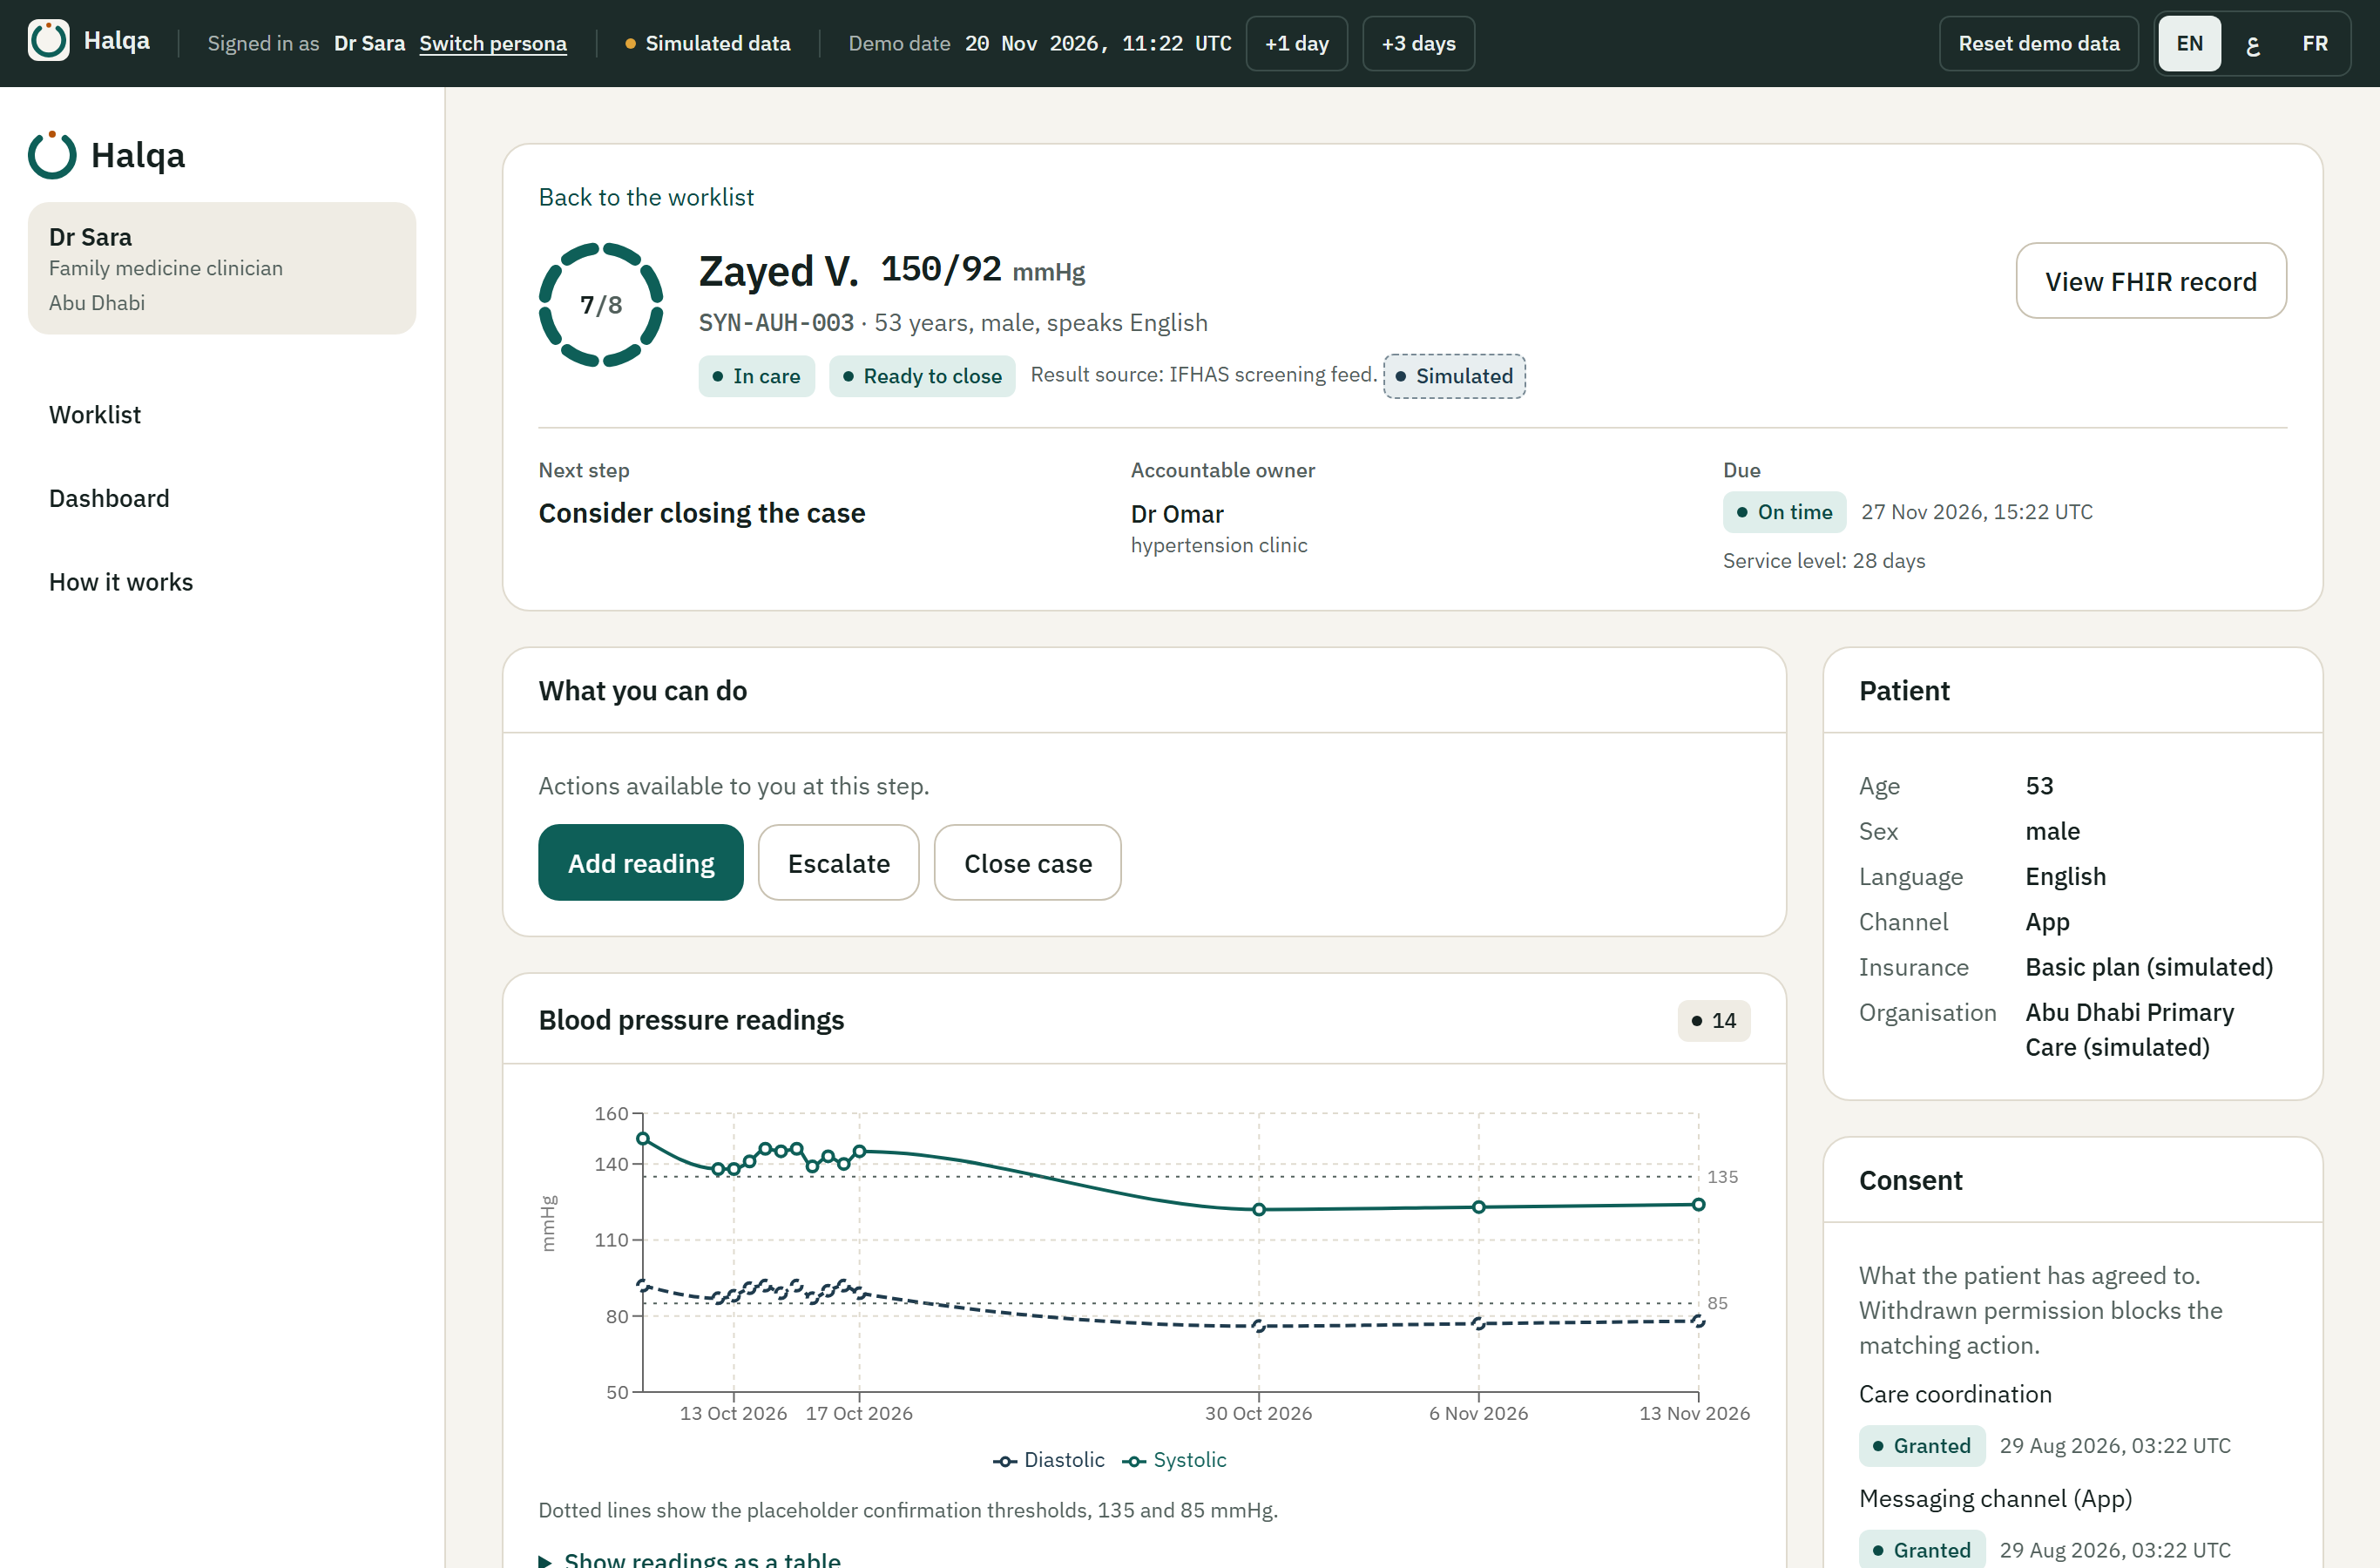 Halqa
Signed in as Dr Sara Switch persona
Simulated data
Demo date 20 Nov 2026, 11:22 UTC
+1 day
+3 days
Reset demo data
EN
ع
FR
Halqa
Dr Sara
Family medicine clinician
Abu Dhabi
Worklist
Dashboard
How it works
Back to the worklist
7/8
Zayed V. 150/92 mmHg
SYN-AUH-003 · 53 years, male, speaks English
In care
Ready to close
Result source: IFHAS screening feed.
Simulated
View FHIR record
Next step
Consider closing the case
Accountable owner
Dr Omar
hypertension clinic
Due
On time 27 Nov 2026, 15:22 UTC
Service level: 28 days
What you can do
Actions available to you at this step.
Add reading
Escalate
Close case
Blood pressure readings
14
mmHg
160
140
110
80
50
135
85
13 Oct 2026
17 Oct 2026
30 Oct 2026
6 Nov 2026
13 Nov 2026
Diastolic
Systolic
Dotted lines show the placeholder confirmation thresholds, 135 and 85 mmHg.
Show readings as a table
Patient
Age 53
Sex male
Language English
Channel App
Insurance Basic plan (simulated)
Organisation Abu Dhabi Primary
Care (simulated)
Consent
What the patient has agreed to.
Withdrawn permission blocks the
matching action.
Care coordination
Granted 29 Aug 2026, 03:22 UTC
Messaging channel (App)
Granted 29 Aug 2026, 03:22 UTC